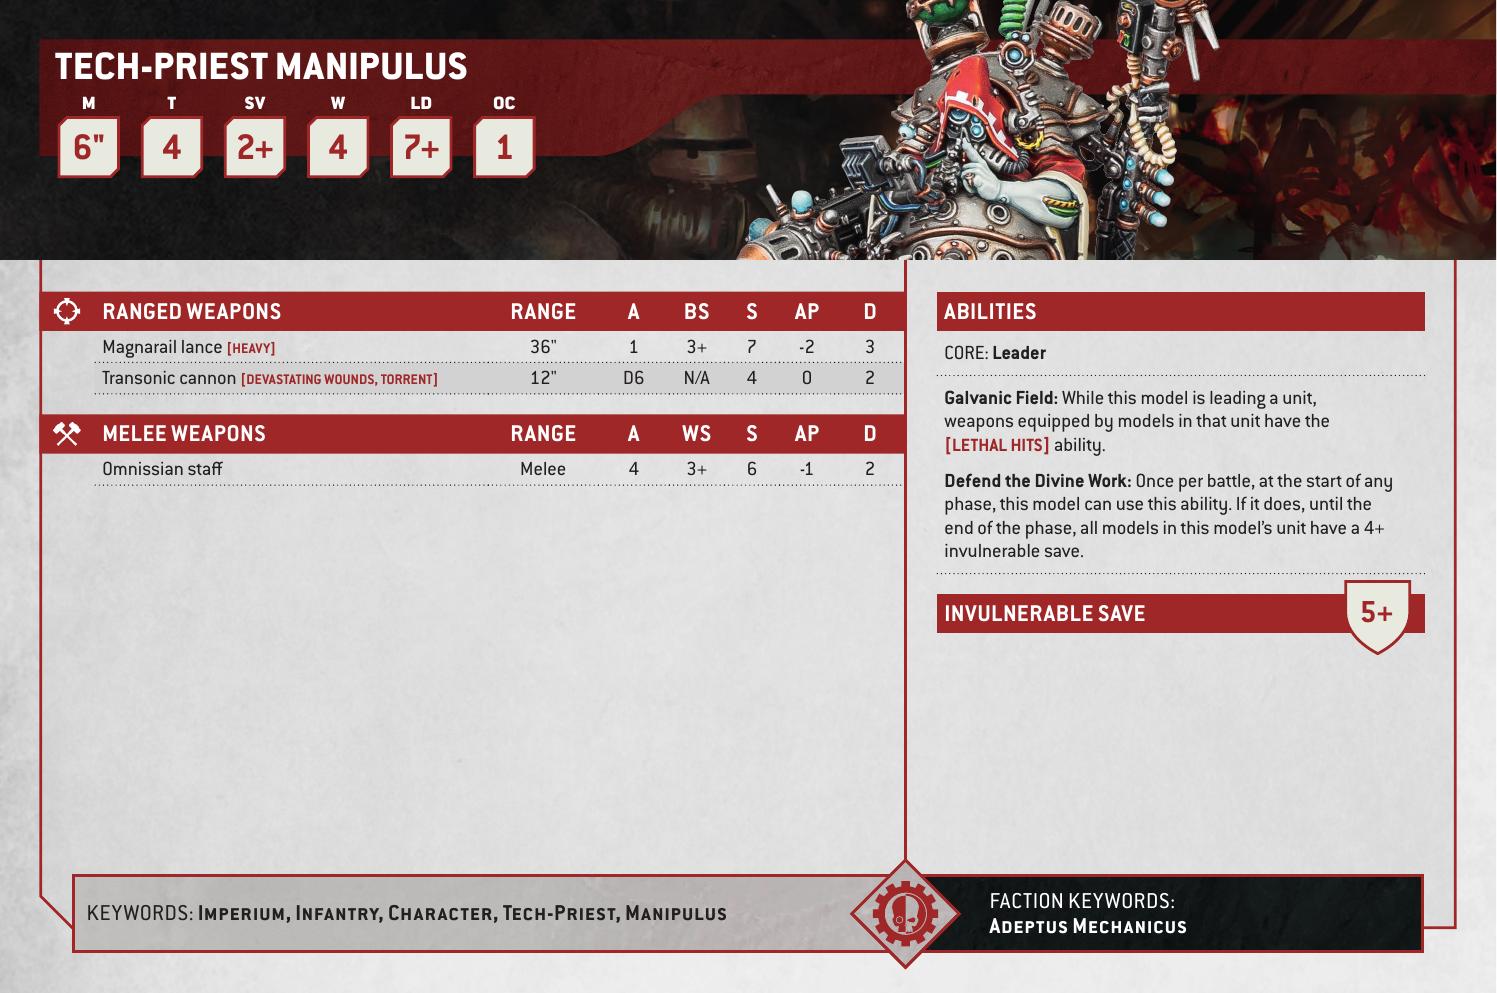 TECH-PRIEST MANIPULUS
M T SV W LD OC
6" 4 2+ 4 7+ 1
RANGED WEAPONS RANGE A BS S AP D
Magnarail lance [HEAVY] 36" 1 3+ 7 -2 3
Transonic cannon [DEVASTATING WOUNDS, TORRENT] 12" D6 N/A 4 0 2
MELEE WEAPONS RANGE A WS S AP D
Omnissian staff Melee 4 3+ 6 -1 2
ABILITIES
CORE: Leader
Galvanic Field: While this model is leading a unit,
weapons equipped by models in that unit have the
[LETHAL HITS] ability.
Defend the Divine Work: Once per battle, at the start of any
phase, this model can use this ability. If it does, until the
end of the phase, all models in this model’s unit have a 4+
invulnerable save.
INVULNERABLE SAVE 5+
KEYWORDS: IMPERIUM, INFANTRY, CHARACTER, TECH-PRIEST, MANIPULUS
FACTION KEYWORDS:
ADEPTUS MECHANICUS